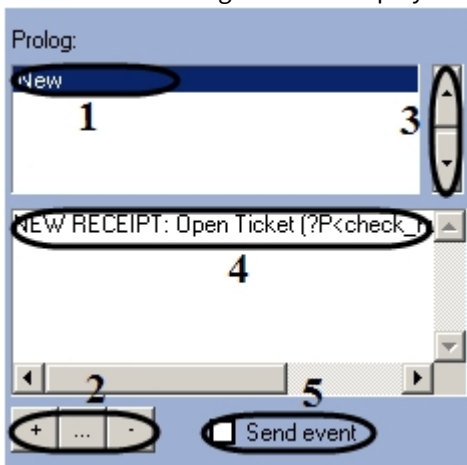 Prolog:
New
1
3
NEW RECEIPT: Open Ticket (?P<check_
4
2
5
+ ... -
Send event